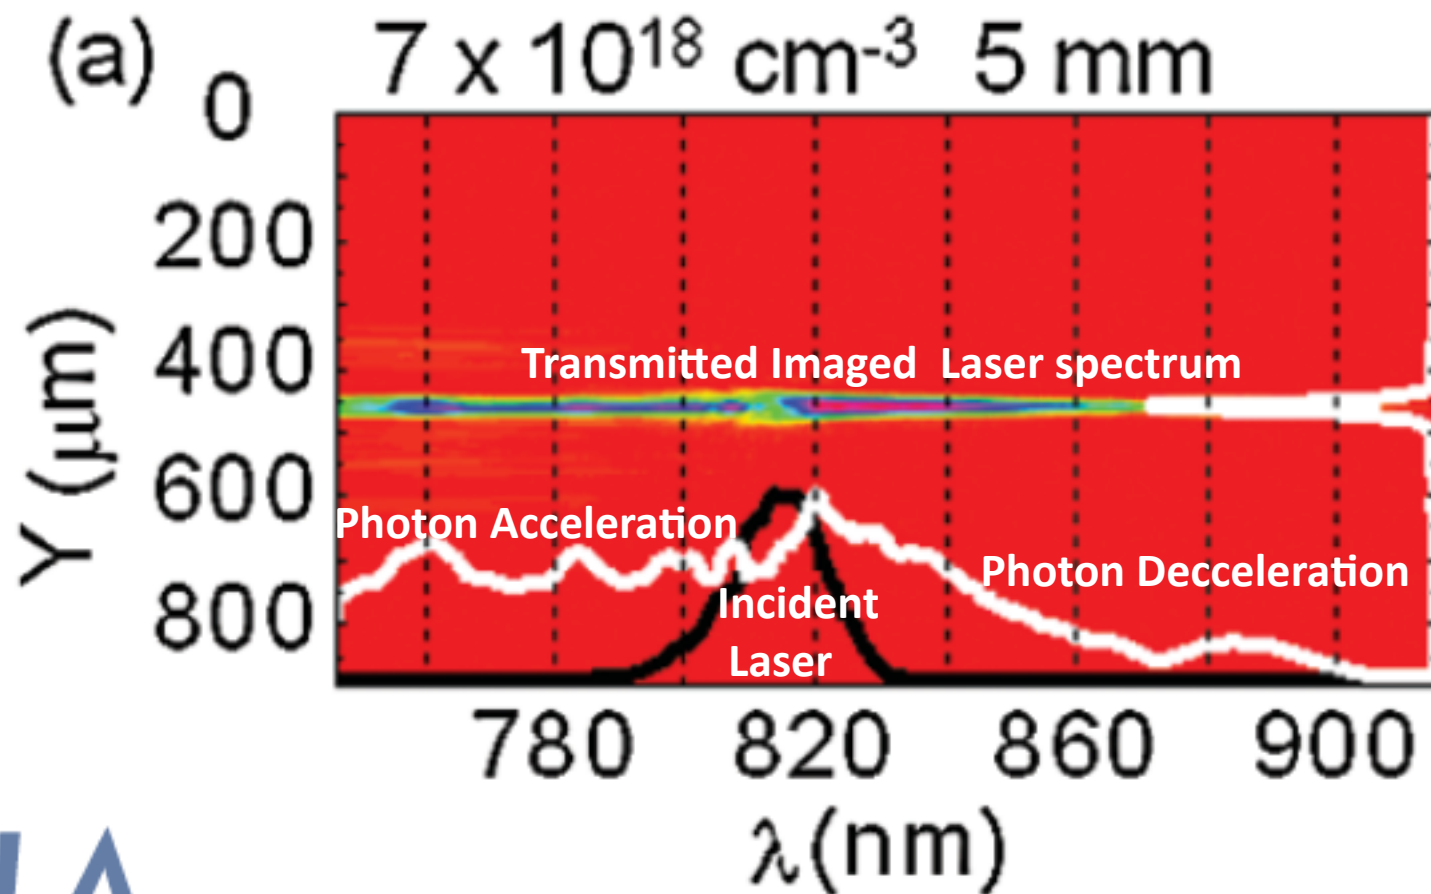 (a) 7 x 10¹⁸ cm⁻³ 5 mm
0
200
400
600
800
Y (μm)
Transmitted Imaged Laser spectrum
Photon Acceleration
Photon Decceleration
Incident
Laser
780 820 860 900
λ(nm)